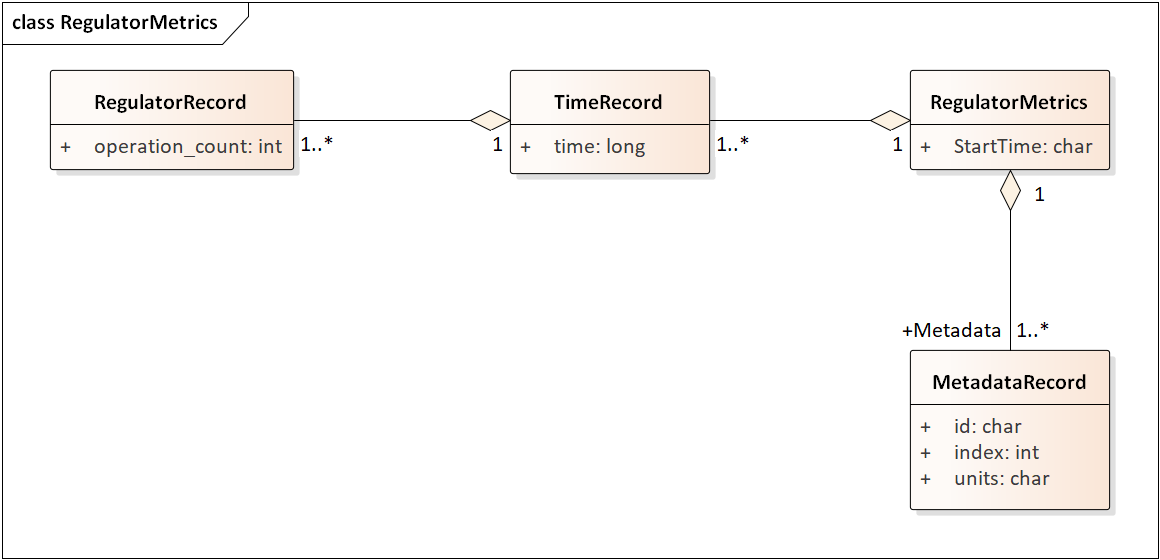 class RegulatorMetrics
RegulatorRecord
+ operation_count: int
1..*
1
TimeRecord
+ time: long
1..*
1
RegulatorMetrics
+ StartTime: char
1
+Metadata
1..*
MetadataRecord
+ id: char
+ index: int
+ units: char